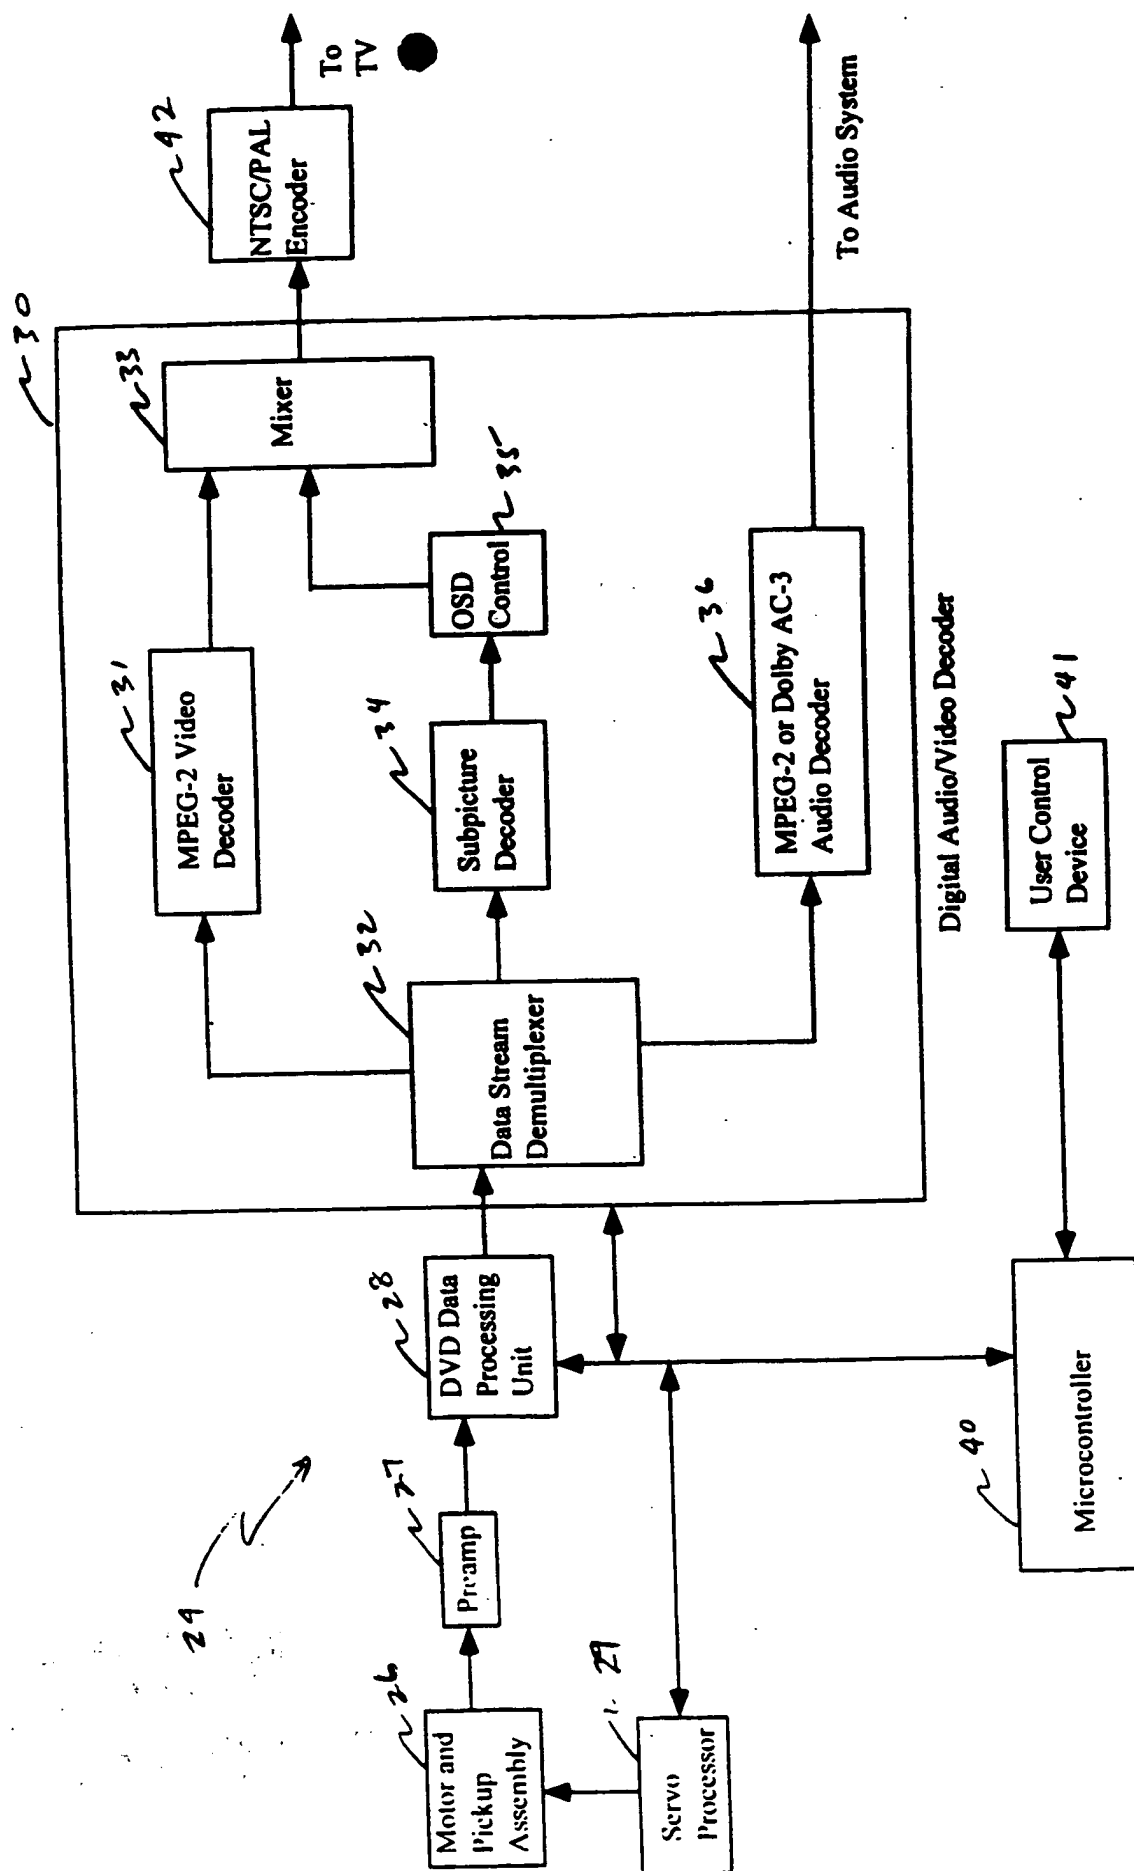 24
26
Motor and
Pickup
Assembly
29
Servo
Processor
27
Preamp
28
DVD Data
Processing
Unit
40
Microcontroller
41
User Control
Device
30
32
Data Stream
Demultiplexer
31
MPEG-2 Video
Decoder
34
Subpicture
Decoder
35
OSD
Control
33
Mixer
36
MPEG-2 or Dolby AC-3
Audio Decoder
Digital Audio/Video Decoder
42
NTSC/PAL
Encoder
To
TV
To Audio System